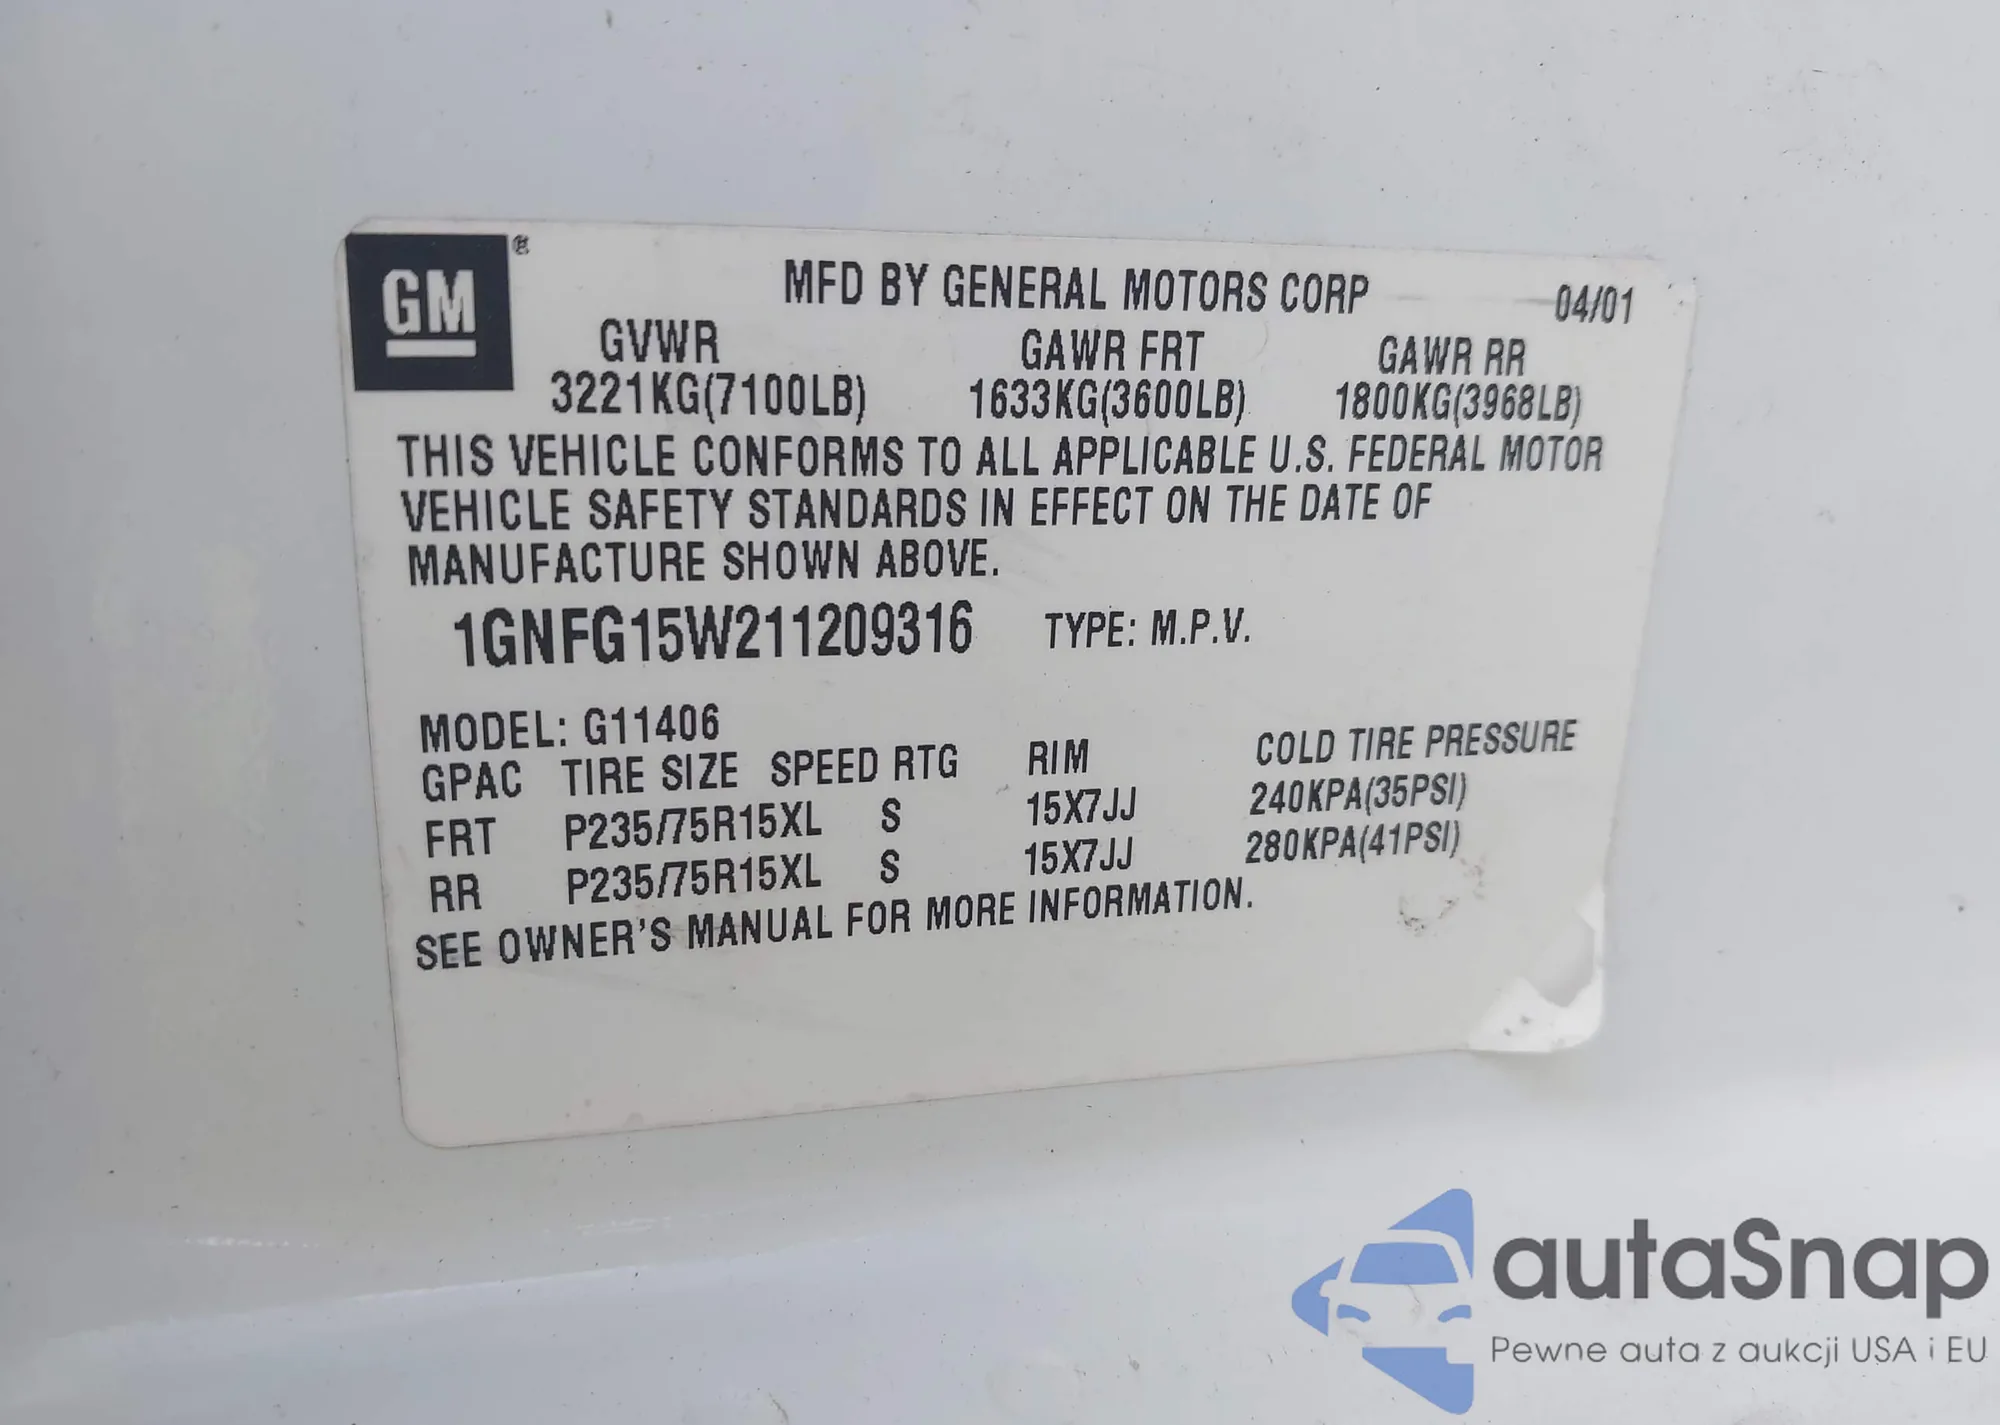 GM®
MFD BY GENERAL MOTORS CORP 04/01
GVWR GAWR FRT GAWR RR
3221KG(7100LB) 1633KG(3600LB) 1800KG(3968LB)
THIS VEHICLE CONFORMS TO ALL APPLICABLE U.S. FEDERAL MOTOR
VEHICLE SAFETY STANDARDS IN EFFECT ON THE DATE OF
MANUFACTURE SHOWN ABOVE.
1GNFG15W211209316 TYPE: M.P.V.
MODEL: G11406
GPAC TIRE SIZE SPEED RTG RIM COLD TIRE PRESSURE
FRT P235/75R15XL S 15X7JJ 240KPA(35PSI)
RR P235/75R15XL S 15X7JJ 280KPA(41PSI)
SEE OWNER'S MANUAL FOR MORE INFORMATION.
autaSnap
Pewne auta z aukcji USA i EU